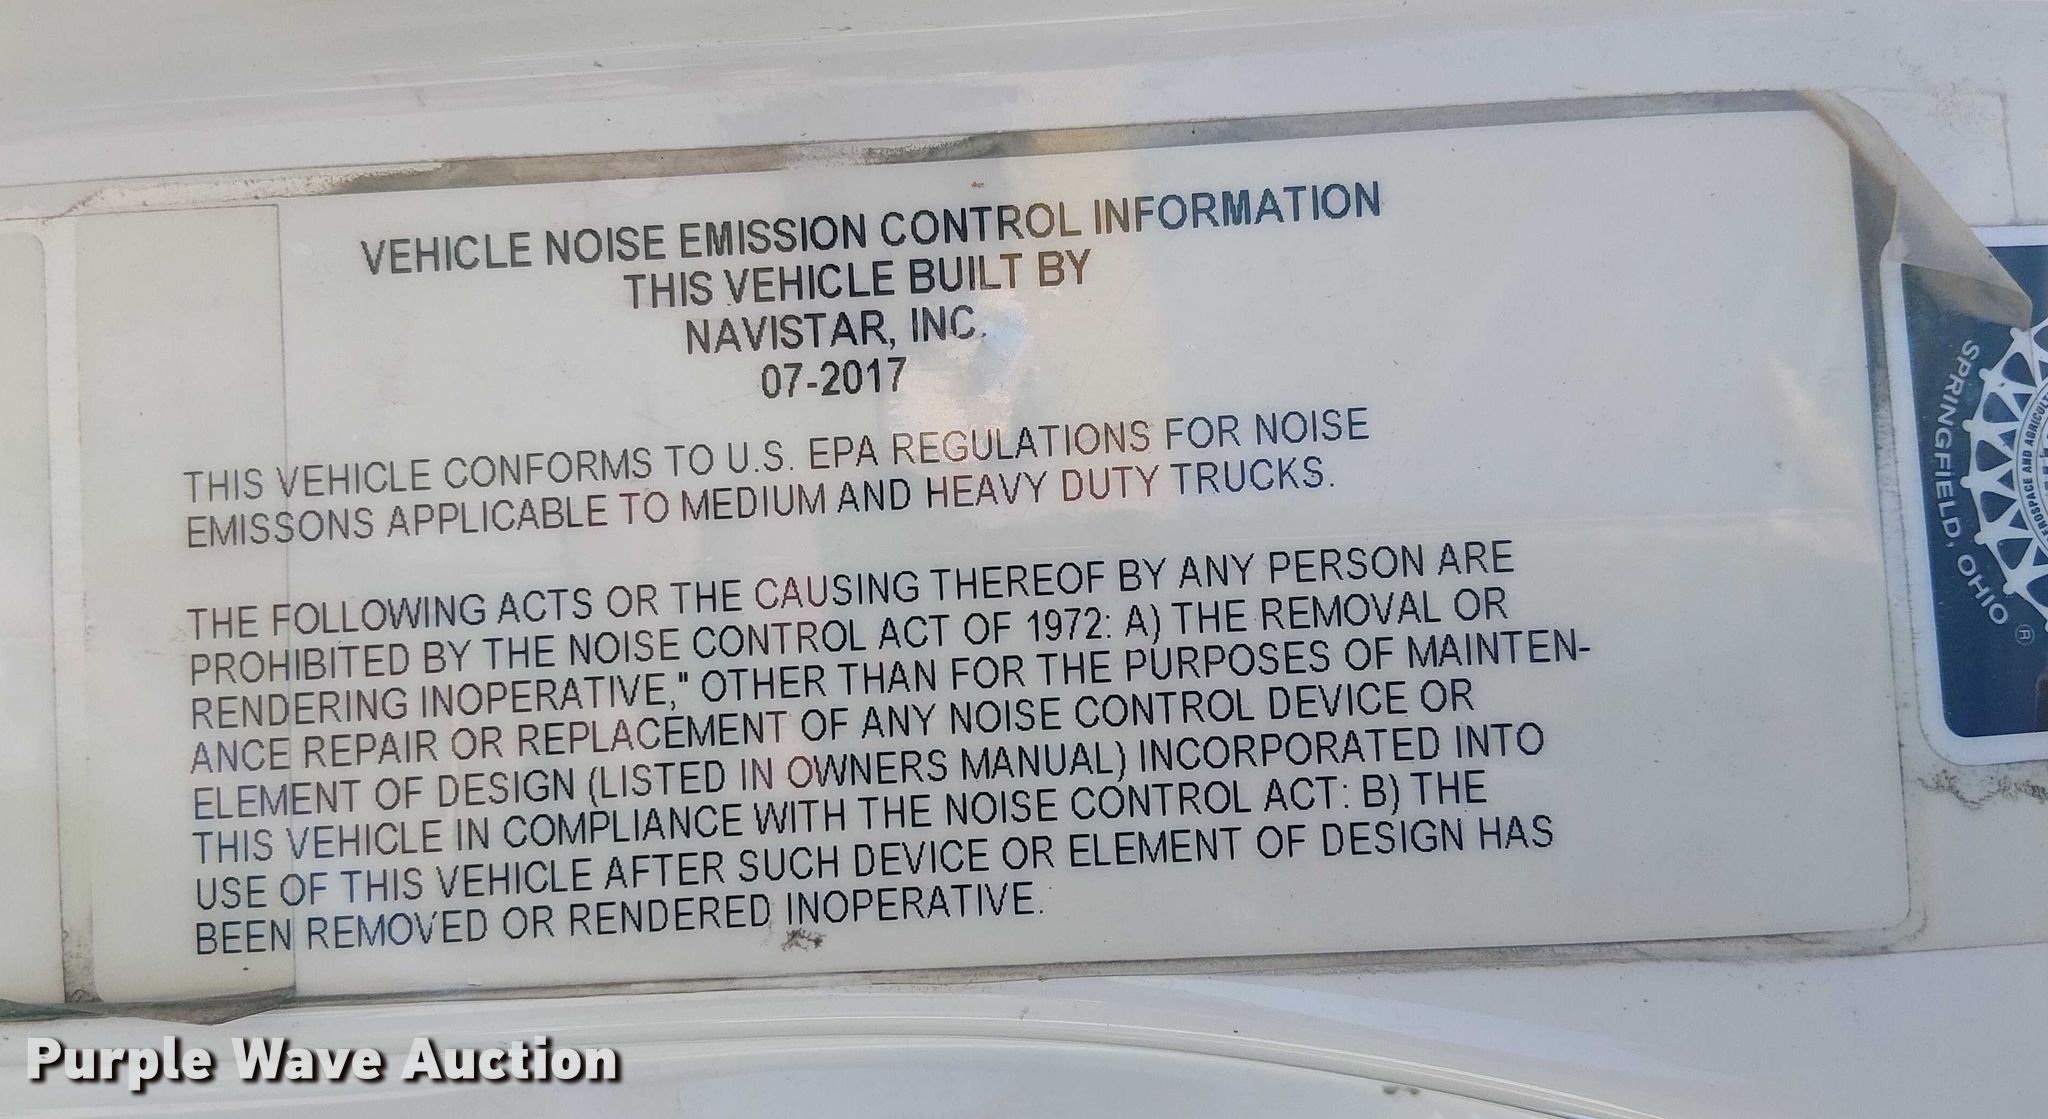 VEHICLE NOISE EMISSION CONTROL INFORMATION
THIS VEHICLE BUILT BY
NAVISTAR, INC.
07-2017
THIS VEHICLE CONFORMS TO U.S. EPA REGULATIONS FOR NOISE
EMISSONS APPLICABLE TO MEDIUM AND HEAVY DUTY TRUCKS.
THE FOLLOWING ACTS OR THE CAUSING THEREOF BY ANY PERSON ARE
PROHIBITED BY THE NOISE CONTROL ACT OF 1972: A) THE REMOVAL OR
RENDERING INOPERATIVE," OTHER THAN FOR THE PURPOSES OF MAINTEN-
ANCE REPAIR OR REPLACEMENT OF ANY NOISE CONTROL DEVICE OR
ELEMENT OF DESIGN (LISTED IN OWNERS MANUAL) INCORPORATED INTO
THIS VEHICLE IN COMPLIANCE WITH THE NOISE CONTROL ACT: B) THE
USE OF THIS VEHICLE AFTER SUCH DEVICE OR ELEMENT OF DESIGN HAS
BEEN REMOVED OR RENDERED INOPERATIVE.
SPRINGFIELD, OHIO
®
AND
Purple Wave Auction